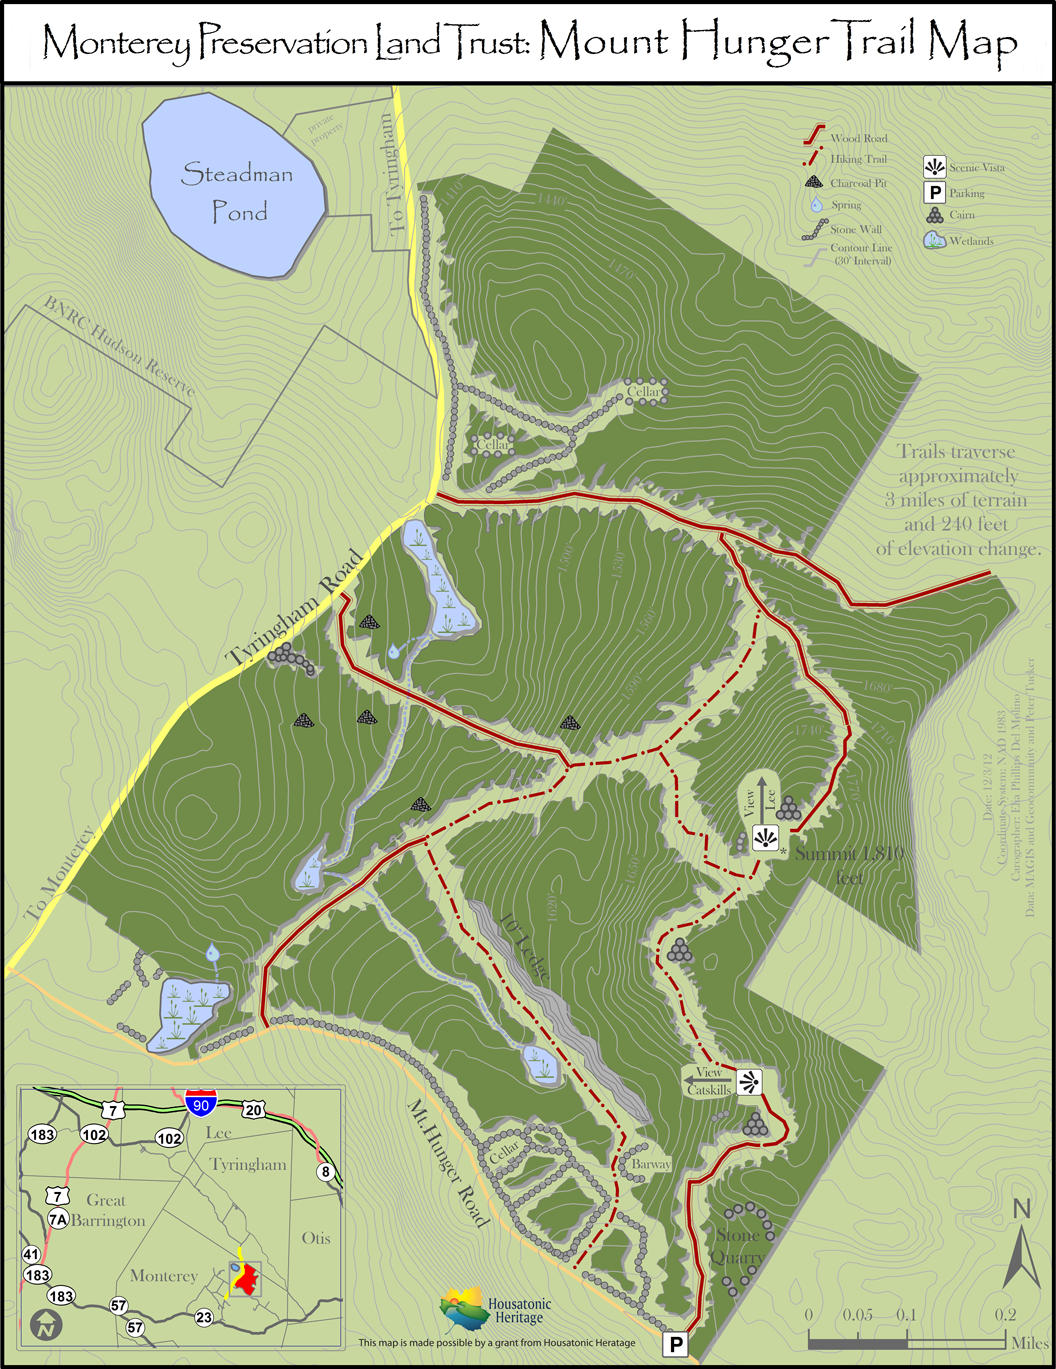 Monterey Preservation Land Trust: Mount Hunger Trail Map
private
property
To Tyringham
Steadman
Pond
BNRC Hudson Reserve
Wood Road
Hiking Trail
Charcoal Pit
Spring
Stone Wall
Contour Line
(30' Interval)
Scenic Vista
P
Parking
Cairn
Wetlands
1410'
1440'
1470'
Cellar
Cellar
Trails traverse
approximately
3 miles of terrain
and 240 feet
of elevation change.
1500'
1530'
1590'
1680'
1710'
1740'
Tyringham Road
To Monterey
View
Lee
* Summit 1,810
feet
1620'
10' Ledge
View
Catskills
Mt.Hunger Road
Cellar
Barway
Stone
Quarry
P
Date: 12/3/12
Coordinate System: NAD 1983
Carographer: Elia Phillips Del Molino
Data: MAGIS and Geocommunity and Peter Tucker
7
90
20
183
102
102
Lee
Tyringham
8
7
Great
Barrington
7A
Otis
41
183
Monterey
183
57
57
23
N
Housatonic
Heritage
This map is made possible by a grant from Housatonic Heritage
N
0 0.05 0.1 0.2
Miles